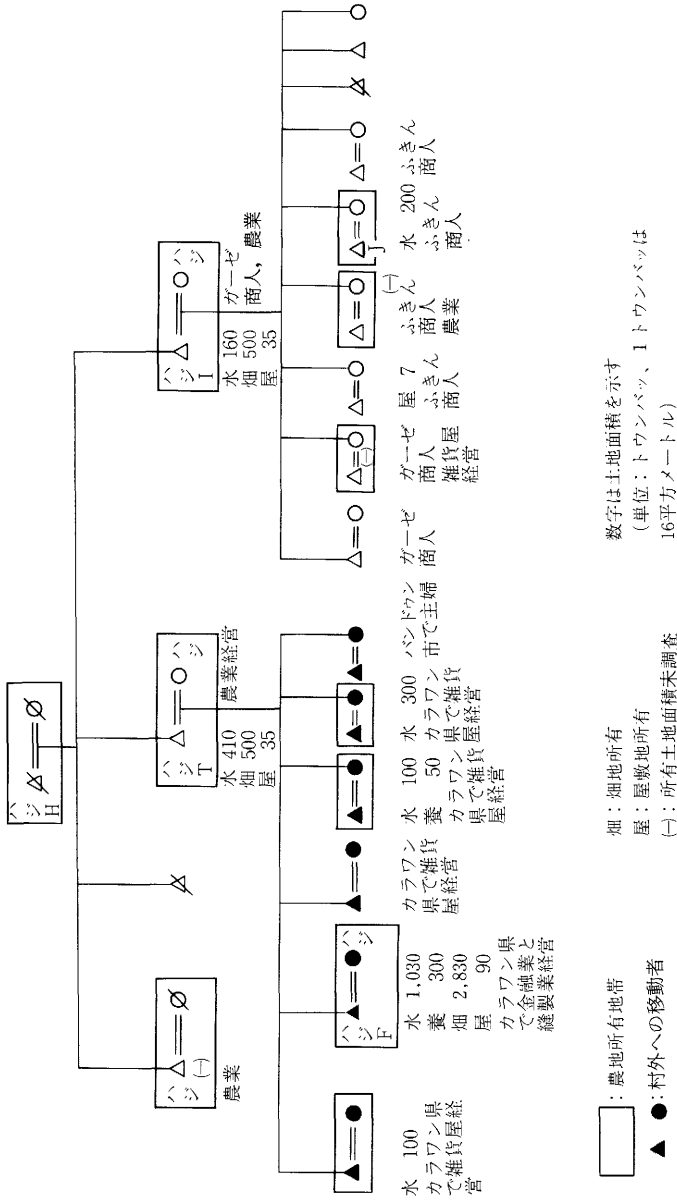 ハジ
H
ハジ
(一)
農業
ハジ
T
ハジ
水 410
畑 500
屋 35
農業経営
ハジ
I
ハジ
水 160
畑 500
屋 35
ガーゼ
商人，農業
水 100
カラワン県
で雑貨屋経
営
ハジ
F
ハジ
水 1,030
養 300
畑 2,830
屋 90
カラワン県
で金融業と
縫製業経営
カラワン
県で雑貨
屋経営
水 100
養 50
カラワン
県で雑貨
屋経営
水 300
カラワン
県で雑貨
屋経営
バンドゥン
市で主婦
ガーゼ
商人
(一)
ガーゼ
商人
雑貨屋
経営
屋 7
ふきん
商人
(一)
ふきん
商人
農業
J
水 200
ふきん
商人
ふきん
商人
：農地所有地帯
▲ ●：村外への移動者
畑：畑地所有
屋：屋敷地所有
(一)：所有土地面積未調査
数字は土地面積を示す
(単位：トゥンバッ、1トゥンバッは
16平方メートル)